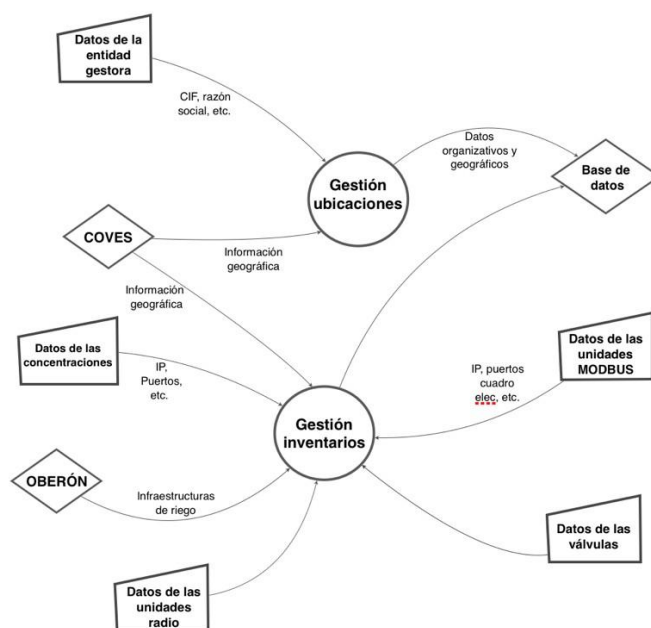 Datos de la
entidad
gestora
CIF, razón
social, etc.
Datos
organizativos y
geográficos
Base de
datos
Gestión
ubicaciones
COVES
Información
geográfica
Información
geográfica
Datos de las
concentraciones
IP,
Puertos,
etc.
IP, puertos
cuadro
elec, etc.
Datos de las
unidades
MODBUS
Gestión
inventarios
OBERÓN
Infraestructuras
de riego
Datos de las
válvulas
Datos de las
unidades
radio